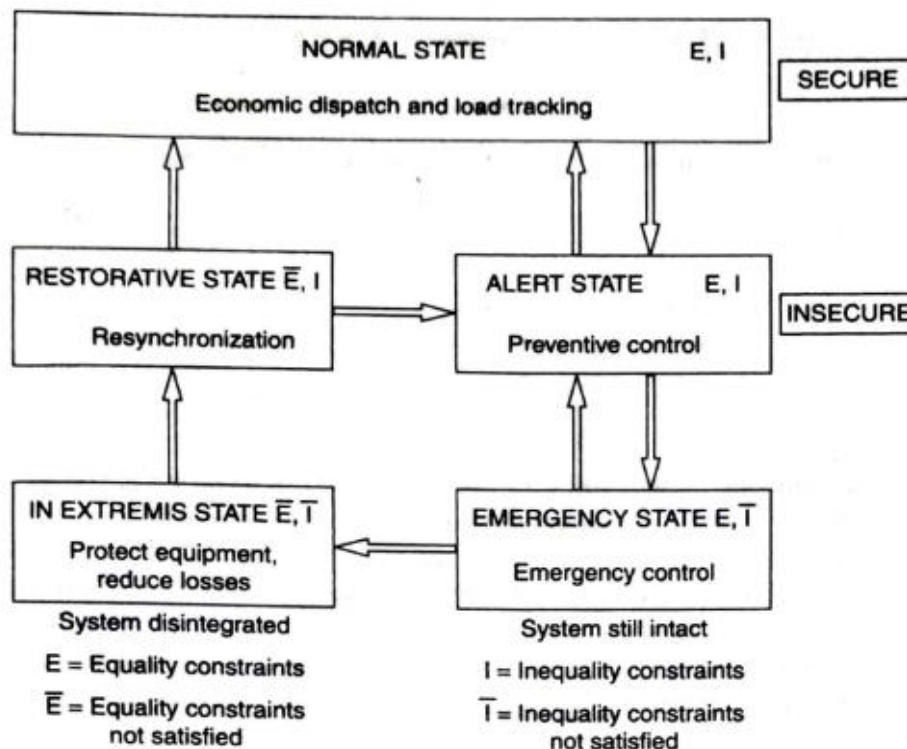 NORMAL STATE E, I
SECURE
Economic dispatch and load tracking
RESTORATIVE STATE E̅, I
Resynchronization
ALERT STATE E, I
Preventive control
INSECURE
IN EXTREMIS STATE E̅, I̅
Protect equipment,
reduce losses
EMERGENCY STATE E, I̅
Emergency control
System disintegrated
E = Equality constraints
E̅ = Equality constraints
not satisfied
System still intact
I = Inequality constraints
I̅ = Inequality constraints
not satisfied